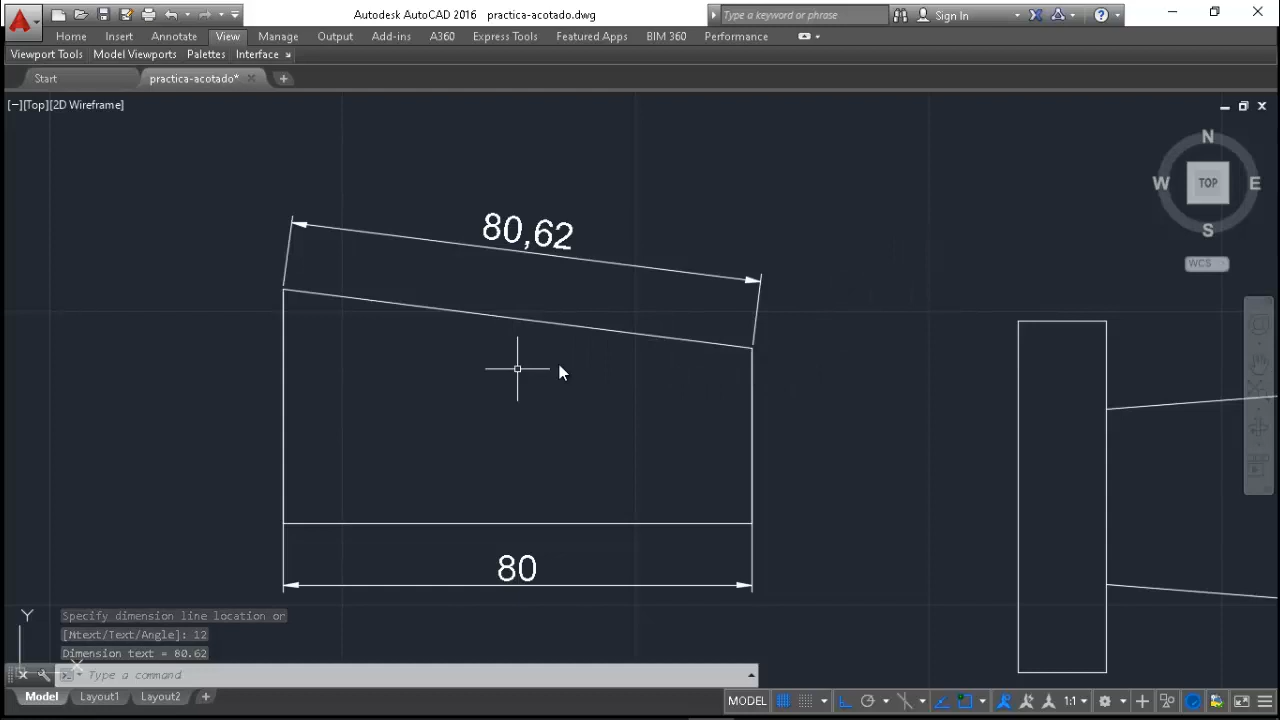 Autodesk AutoCAD 2016 practica-acotado.dwg
Type a keyword or phrase
Sign In
Home Insert Annotate View Manage Output Add-ins A360 Express Tools Featured Apps BIM 360 Performance
Viewport Tools Model Viewports Palettes Interface
Start practica-acotado*
[−][Top][2D Wireframe]
N
W TOP E
S
WCS
80,62
80
Y
X
Specify dimension line location or
[Mtext/Text/Angle]: 12
Dimension text = 80.62
Type a command
Model Layout1 Layout2
MODEL 1:1